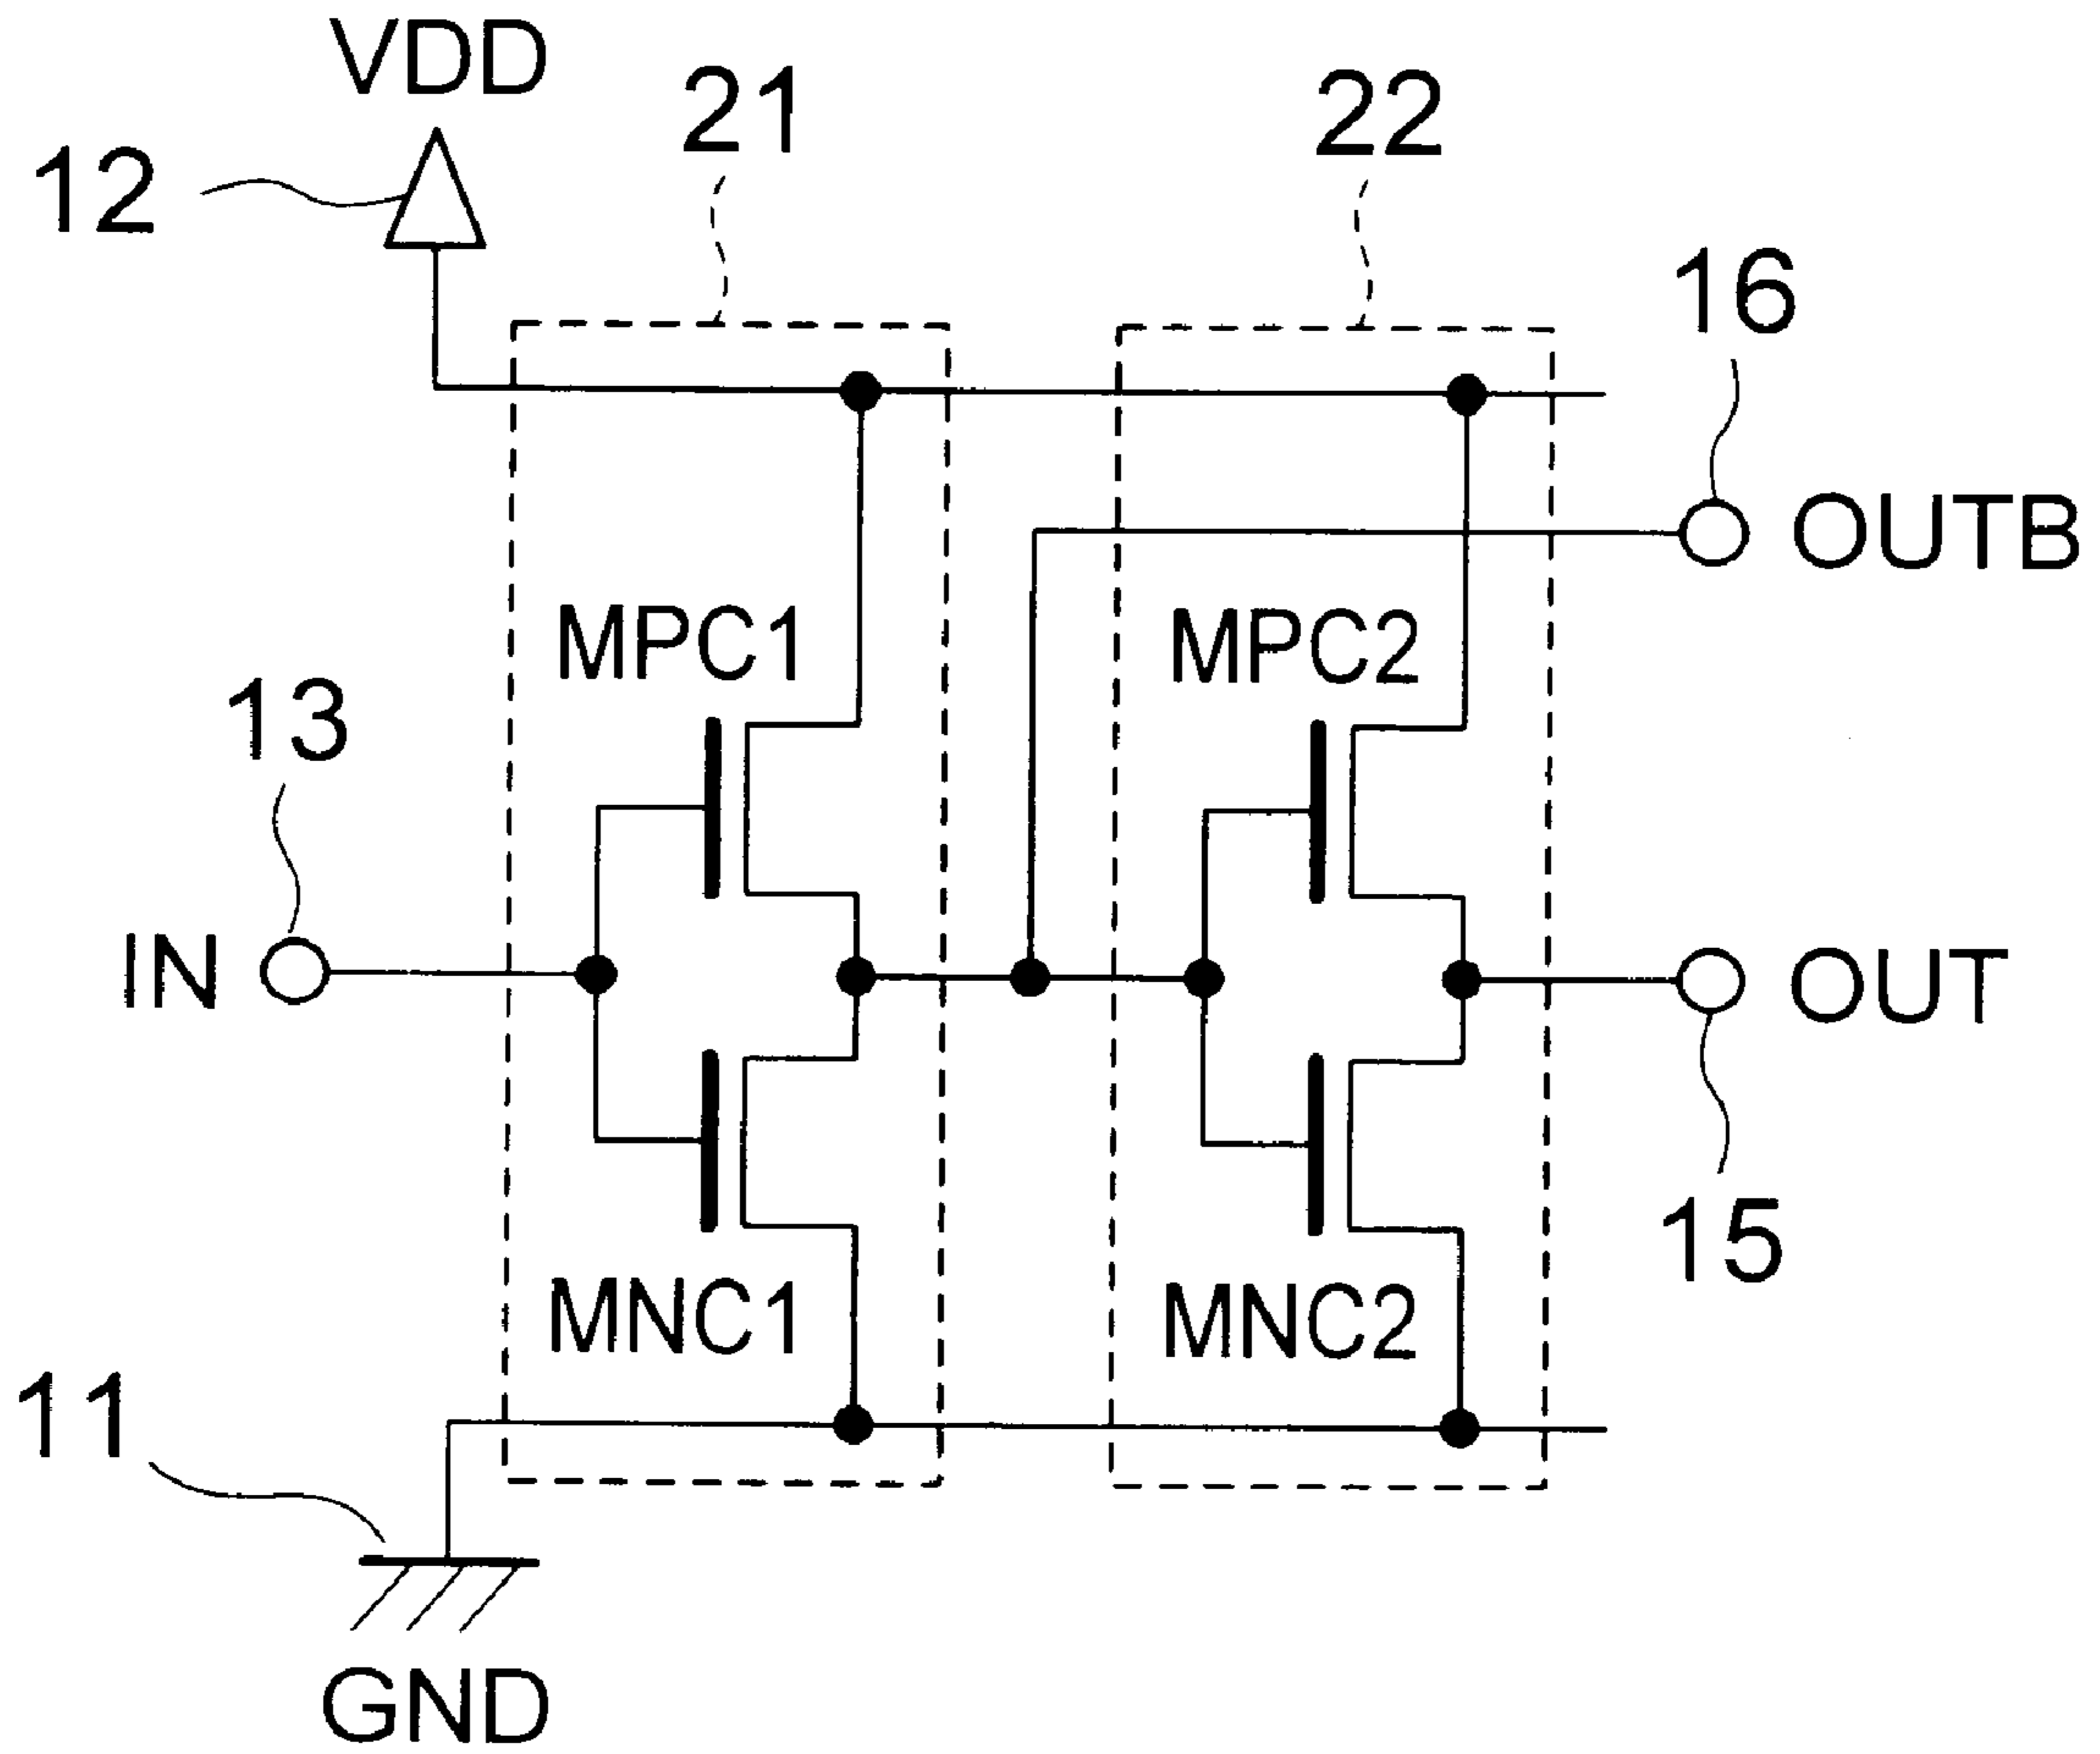 VDD
21
22
12
16
OUTB
MPC1
MPC2
13
IN
OUT
15
MNC1
MNC2
11
GND